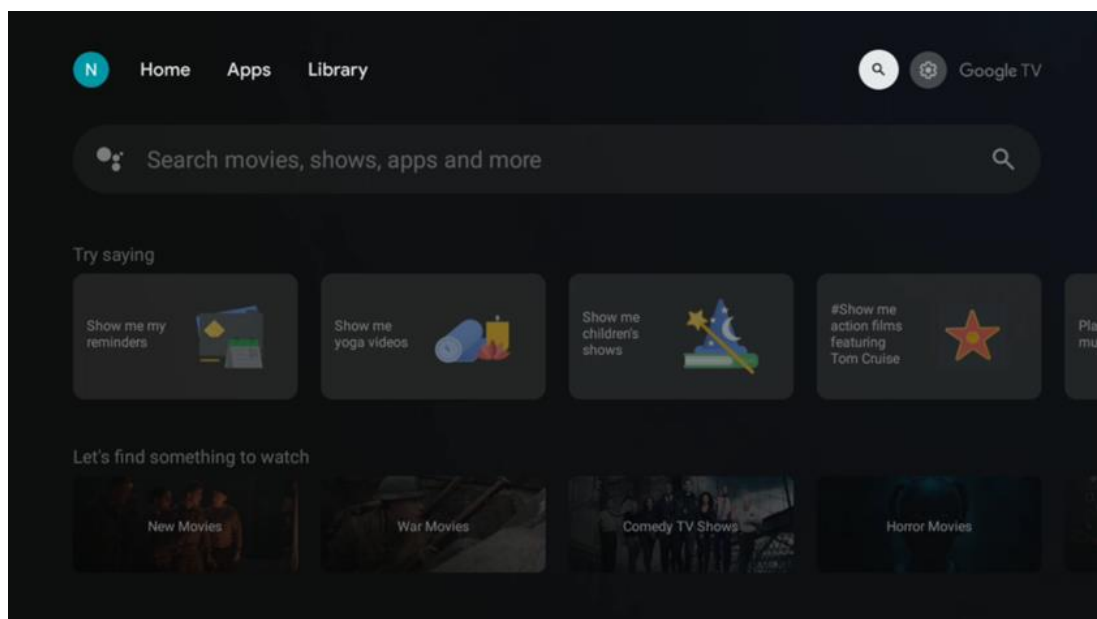 N Home Apps Library Google TV
Search movies, shows, apps and more
Try saying
Show me my
reminders
Show me
yoga videos
Show me
children's
shows
#Show me
action films
featuring
Tom Cruise
Pla
mu
Let's find something to watch
New Movies
War Movies
Comedy TV Shows
Horror Movies